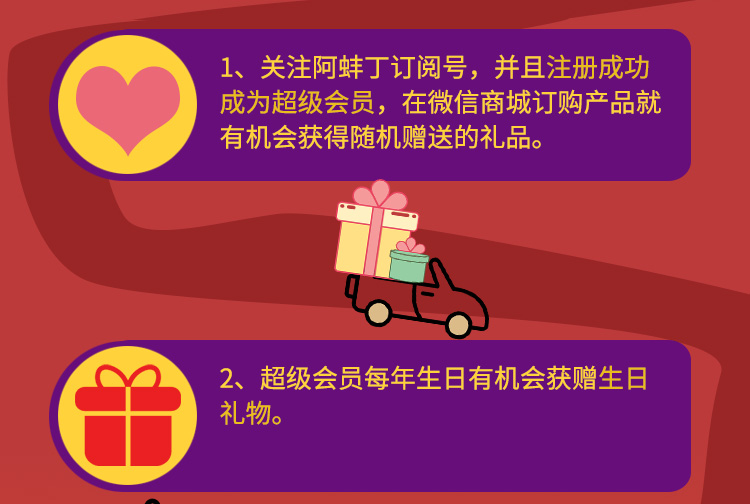 1、关注阿蚌丁订阅号，并且注册成功
成为超级会员，在微信商城订购产品就
有机会获得随机赠送的礼品。
2、超级会员每年生日有机会获赠生日
礼物。